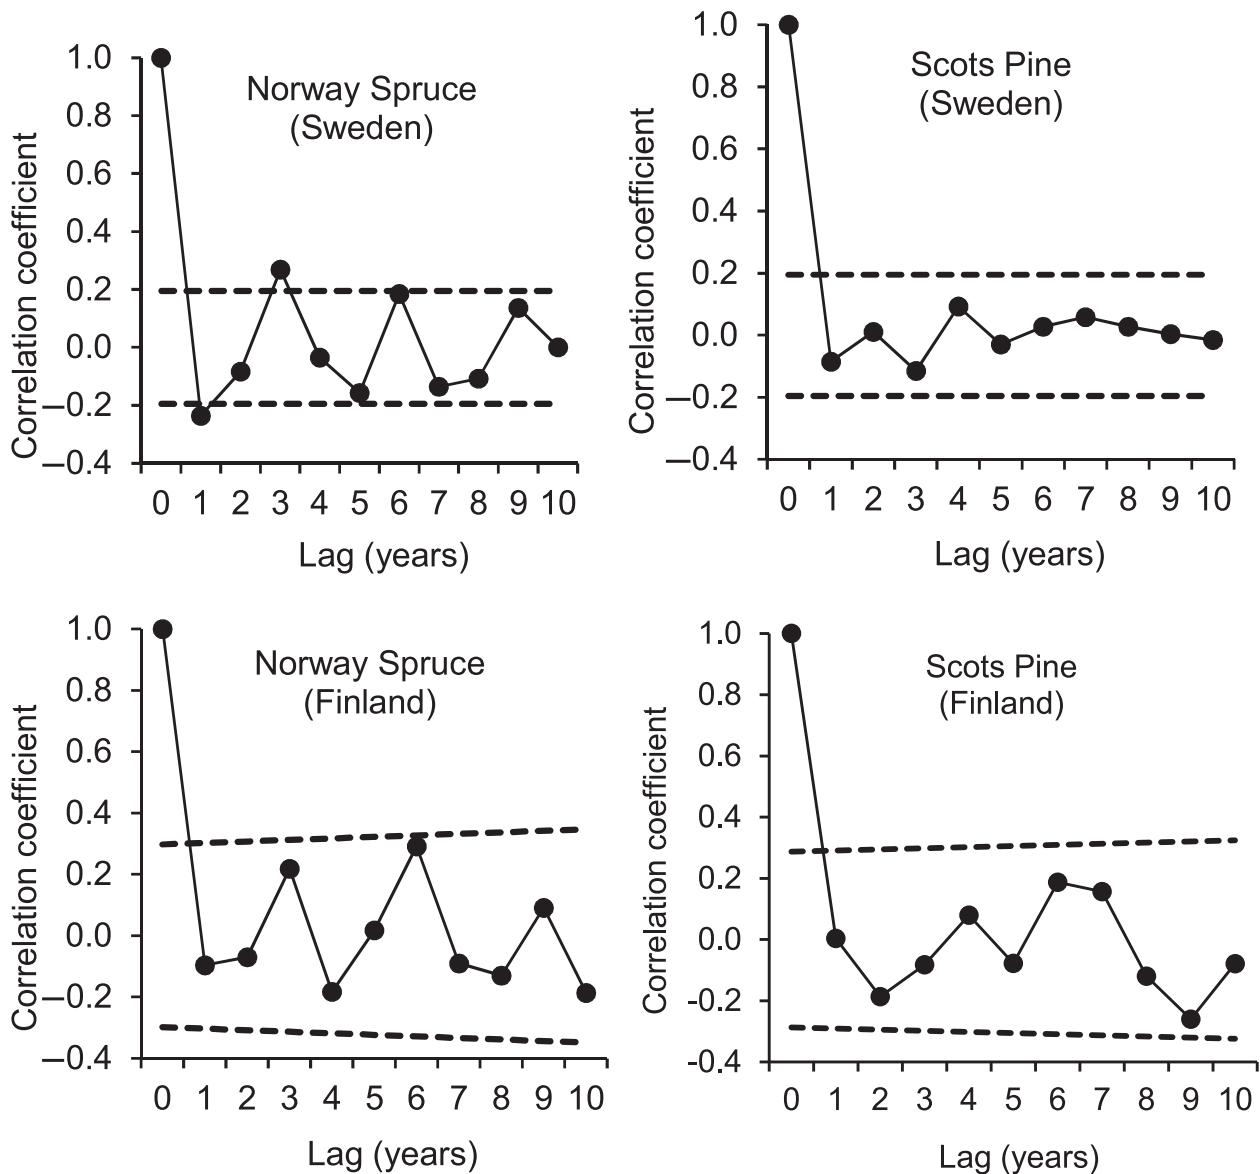 Norway Spruce
(Sweden)
Correlation coefficient
1.0
0.8
0.6
0.4
0.2
0.0
–0.2
–0.4
0 1 2 3 4 5 6 7 8 9 10
Lag (years)
Scots Pine
(Sweden)
Correlation coefficient
1.0
0.8
0.6
0.4
0.2
0.0
–0.2
–0.4
0 1 2 3 4 5 6 7 8 9 10
Lag (years)
Norway Spruce
(Finland)
Correlation coefficient
1.0
0.8
0.6
0.4
0.2
0.0
–0.2
–0.4
0 1 2 3 4 5 6 7 8 9 10
Lag (years)
Scots Pine
(Finland)
Correlation coefficient
1.0
0.8
0.6
0.4
0.2
0.0
-0.2
-0.4
0 1 2 3 4 5 6 7 8 9 10
Lag (years)